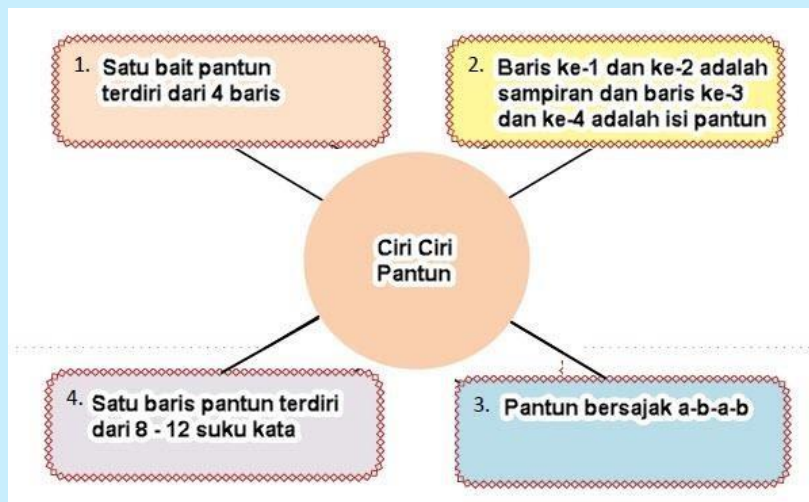 1. Satu bait pantun
terdiri dari 4 baris
2. Baris ke-1 dan ke-2 adalah
sampiran dan baris ke-3
dan ke-4 adalah isi pantun
Ciri Ciri
Pantun
4. Satu baris pantun terdiri
dari 8 - 12 suku kata
3. Pantun bersajak a-b-a-b